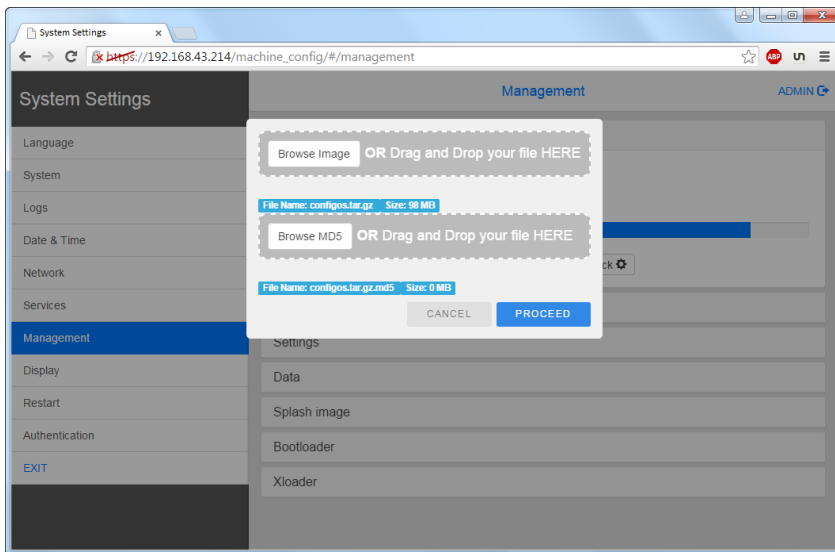 System Settings
https://192.168.43.214/machine_config/#/management
ABP
System Settings
Management
ADMIN
Language
System
Logs
Date & Time
Network
Services
Management
Display
Restart
Authentication
EXIT
Browse Image OR Drag and Drop your file HERE
File Name: configos.tar.gz Size: 98 MB
Browse MD5 OR Drag and Drop your file HERE
File Name: configos.tar.gz.md5 Size: 0 MB
CANCEL PROCEED
ck
Settings
Data
Splash image
Bootloader
Xloader